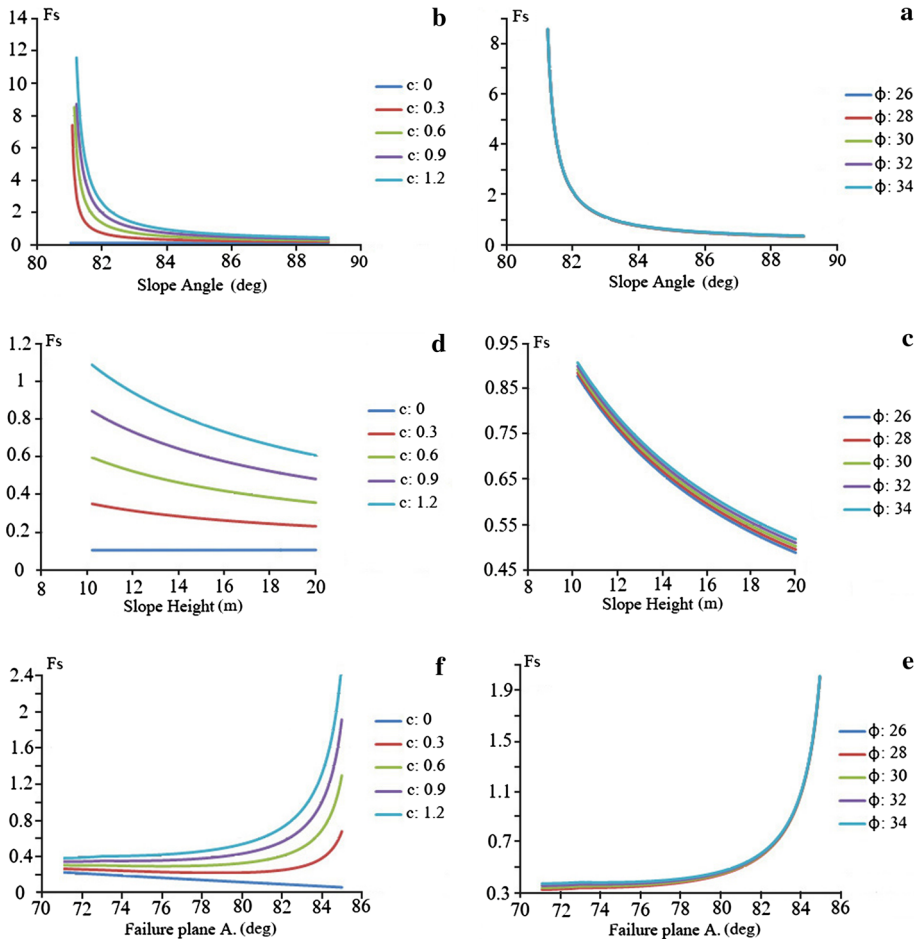 Fs
b
14
12
10
8
6
4
2
0
80
82
84
86
88
90
Slope Angle (deg)
c: 0
c: 0.3
c: 0.6
c: 0.9
c: 1.2
Fs
a
8
6
4
2
0
80
82
84
86
88
90
Slope Angle (deg)
ϕ: 26
ϕ: 28
ϕ: 30
ϕ: 32
ϕ: 34
Fs
d
1.2
1
0.8
0.6
0.4
0.2
0
8
10
12
14
16
18
20
Slope Height (m)
c: 0
c: 0.3
c: 0.6
c: 0.9
c: 1.2
Fs
c
0.95
0.85
0.75
0.65
0.55
0.45
8
10
12
14
16
18
20
Slope Height (m)
ϕ: 26
ϕ: 28
ϕ: 30
ϕ: 32
ϕ: 34
Fs
f
2.4
2
1.6
1.2
0.8
0.4
0
70
72
74
76
78
80
82
84
86
Failure plane A. (deg)
c: 0
c: 0.3
c: 0.6
c: 0.9
c: 1.2
Fs
e
1.9
1.5
1.1
0.7
0.3
70
72
74
76
78
80
82
84
86
Failure plane A. (deg)
ϕ: 26
ϕ: 28
ϕ: 30
ϕ: 32
ϕ: 34